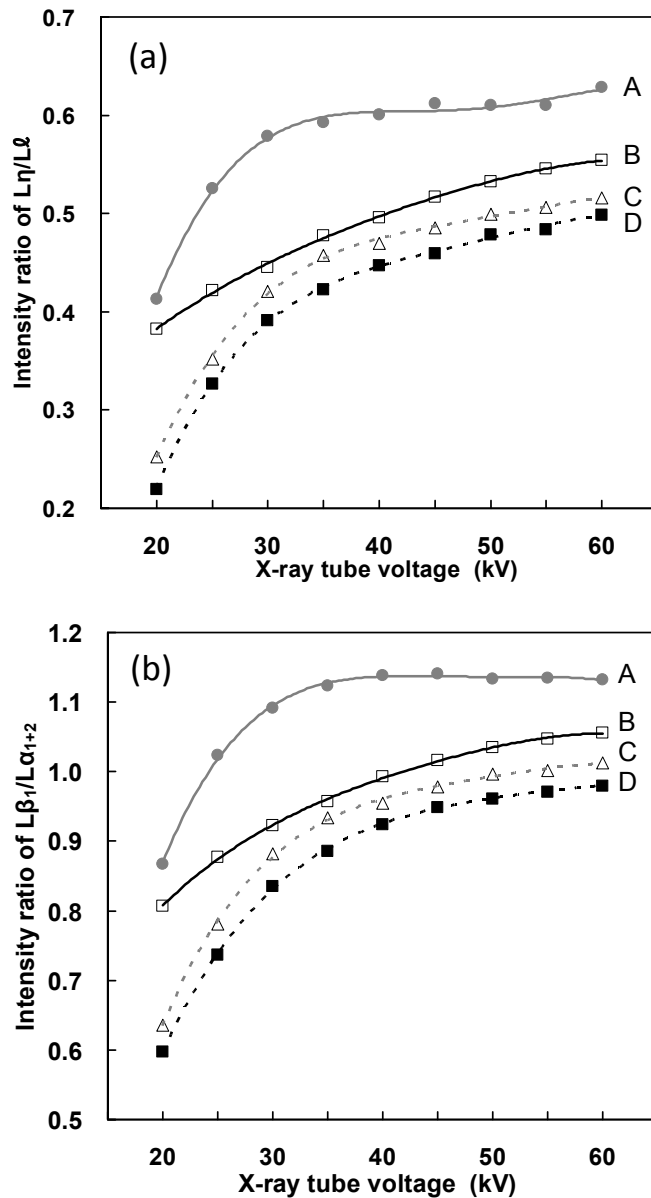 0.7
0.6
0.5
0.4
0.3
0.2
Intensity ratio of Lη/Lℓ
(a)
A
B
C
D
20 30 40 50 60
X-ray tube voltage (kV)
1.2
1.1
1.0
0.9
0.8
0.7
0.6
0.5
Intensity ratio of Lβ1/Lα1+2
(b)
A
B
C
D
20 30 40 50 60
X-ray tube voltage (kV)